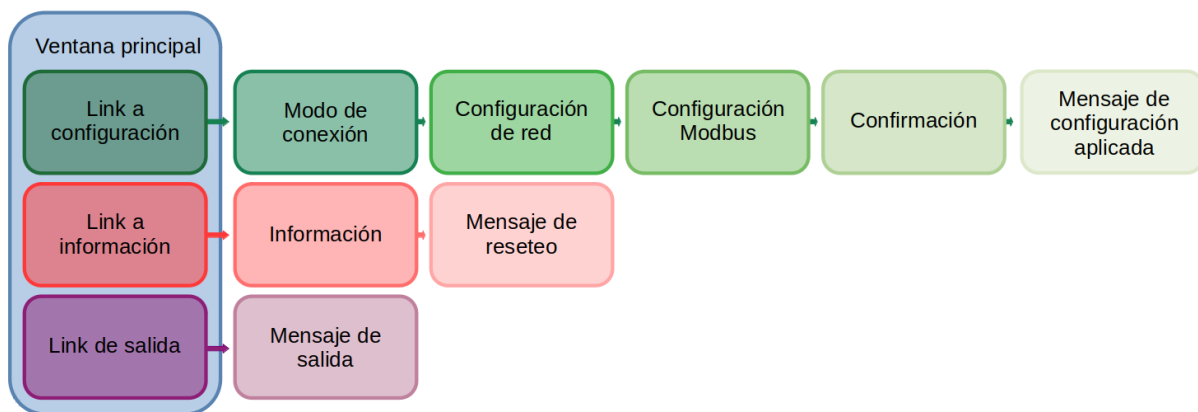 Ventana principal
Link a
configuración
Modo de
conexión
Configuración
de red
Configuración
Modbus
Confirmación
Mensaje de
configuración
aplicada
Link a
información
Información
Mensaje de
reseteo
Link de salida
Mensaje de
salida